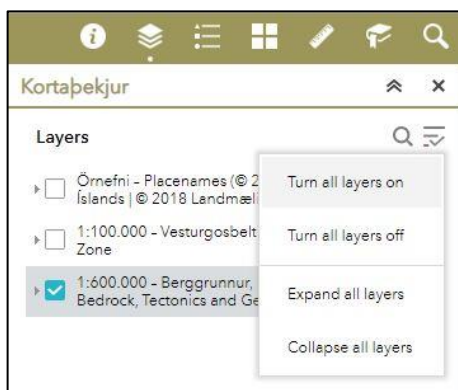 Kortaþekjur
Layers
Örnefni - Placenames (© 2
Íslands | © 2018 Landmæli
1:100.000 - Vesturgosbelt
Zone
1:600.000 - Berggrunnur,
Bedrock, Tectonics and Ge
Turn all layers on
Turn all layers off
Expand all layers
Collapse all layers